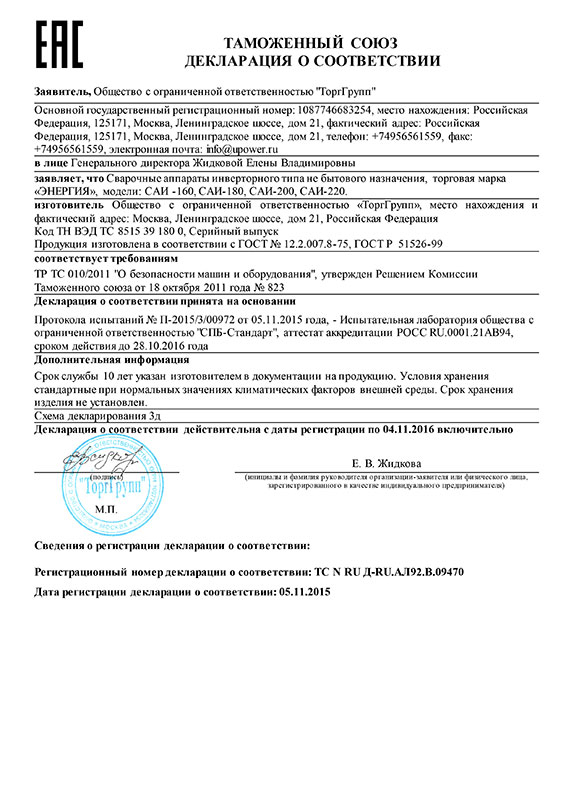 ЕАС
ТАМОЖЕННЫЙ СОЮЗ
ДЕКЛАРАЦИЯ О СООТВЕТСТВИИ
Заявитель, Общество с ограниченной ответственностью "ТоргГрупп"
Основной государственный регистрационный номер: 1087746683254, место нахождения: Российская
Федерация, 125171, Москва, Ленинградское шоссе, дом 21, фактический адрес: Российская
Федерация, 125171, Москва, Ленинградское шоссе, дом 21, телефон: +74956561559, факс:
+74956561559, электронная почта: info@upower.ru
в лице Генерального директора Жидковой Елены Владимировны
заявляет, что Сварочные аппараты инверторного типа не бытового назначения, торговая марка
«ЭНЕРГИЯ», модели: САИ -160, САИ-180, САИ-200, САИ-220.
изготовитель Общество с ограниченной ответственностью «ТоргГрупп», место нахождения и
фактический адрес: Москва, Ленинградское шоссе, дом 21, Российская Федерация
Код ТН ВЭД ТС 8515 39 180 0, Серийный выпуск
Продукция изготовлена в соответствии с ГОСТ № 12.2.007.8-75, ГОСТ Р 51526-99
соответствует требованиям
ТР ТС 010/2011 "О безопасности машин и оборудования", утвержден Решением Комиссии
Таможенного союза от 18 октября 2011 года № 823
Декларация о соответствии принята на основании
Протокола испытаний № П-2015/3/00972 от 05.11.2015 года, - Испытательная лаборатория общества с
ограниченной ответственностью "СПБ-Стандарт", аттестат аккредитации РОСС RU.0001.21АВ94,
сроком действия до 28.10.2016 года
Дополнительная информация
Срок службы 10 лет указан изготовителем в документации на продукцию. Условия хранения
стандартные при нормальных значениях климатических факторов внешней среды. Срок хранения
изделия не установлен.
Схема декларирования 3д
Декларация о соответствии действительна с даты регистрации по 04.11.2016 включительно
Е. В. Жидкова
(подпись)
(инициалы и фамилия руководителя организации-заявителя или физического лица,
зарегистрированного в качестве индивидуального предпринимателя)
"ТоргГрупп"
М.П.
Сведения о регистрации декларации о соответствии:
Регистрационный номер декларации о соответствии: ТС N RU Д-RU.АЛ92.В.09470
Дата регистрации декларации о соответствии: 05.11.2015